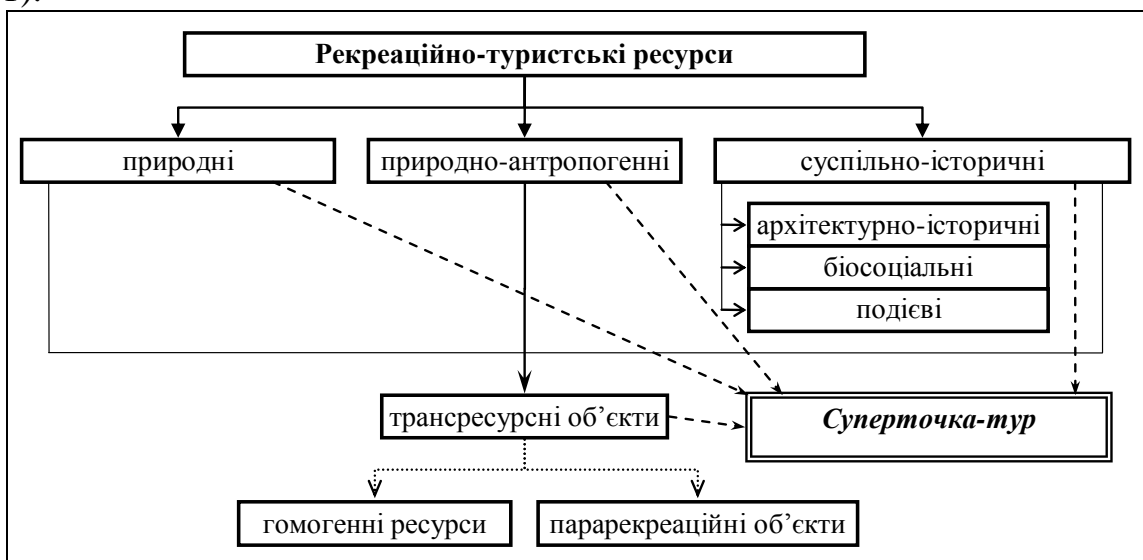 1).
Рекреаційно-туристські ресурси
природні
природно-антропогенні
суспільно-історичні
архітектурно-історичні
біосоціальні
подієві
трансресурсні об’єкти
Суперточка-тур
гомогенні ресурси
парарекреаційні об’єкти